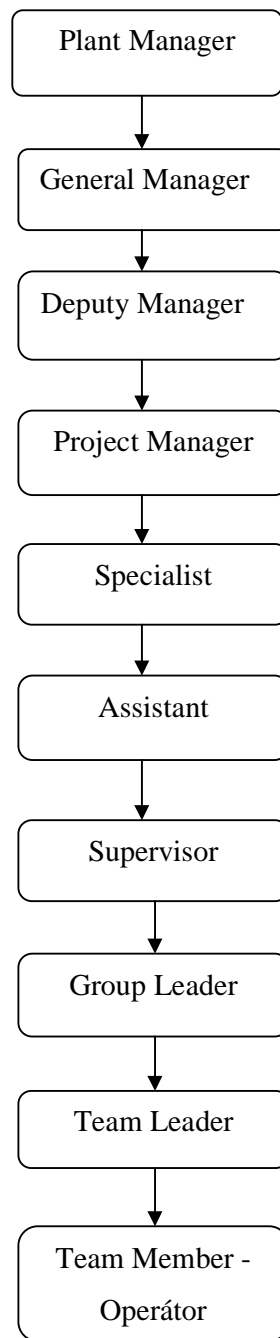 Plant Manager
General Manager
Deputy Manager
Project Manager
Specialist
Assistant
Supervisor
Group Leader
Team Leader
Team Member -
Operátor